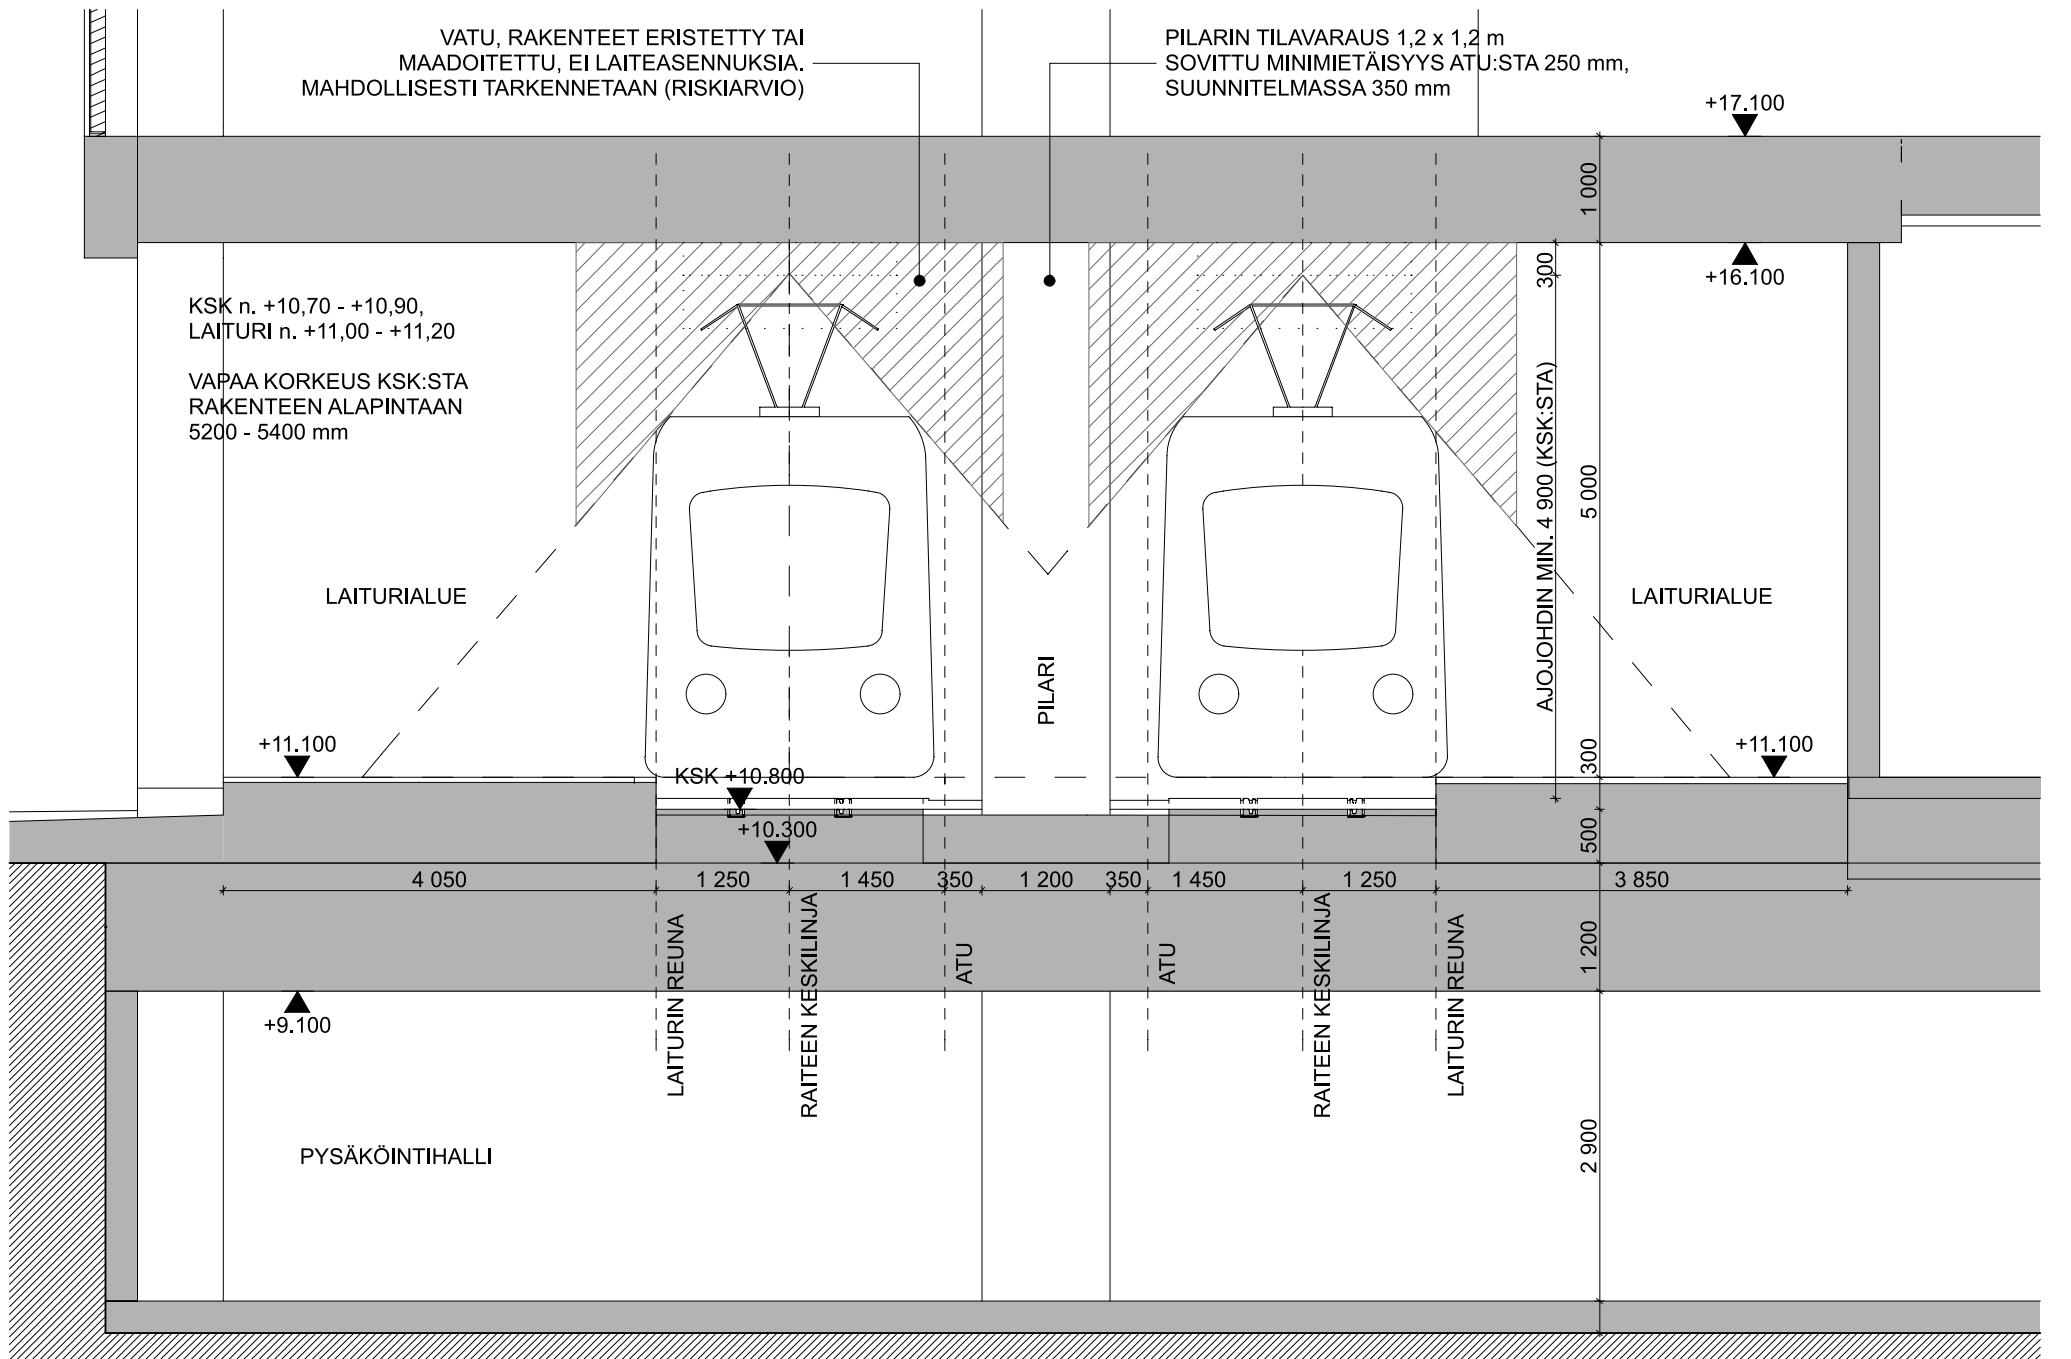 VATU, RAKENTEET ERISTETTY TAI
MAADOITETTU, EI LAITEASENNUKSIA.
MAHDOLLISESTI TARKENNETAAN (RISKIARVIO)
PILARIN TILAVARAUS 1,2 x 1,2 m
SOVITTU MINIMIETÄISYYS ATU:STA 250 mm,
SUUNNITELMASSA 350 mm
+17.100
1 000
+16.100
300
KSK n. +10,70 - +10,90,
LAITURI n. +11,00 - +11,20
VAPAA KORKEUS KSK:STA
RAKENTEEN ALAPINTAAN
5200 - 5400 mm
AJOJOHDIN MIN. 4 900 (KSK:STA)
5 000
LAITURIALUE
LAITURIALUE
PILARI
+11.100
KSK +10.800
+10.300
300
+11.100
500
4 050
1 250
1 450
350
1 200
350
1 450
1 250
3 850
LAITURIN REUNA
RAITEEN KESKILINJA
ATU
ATU
RAITEEN KESKILINJA
LAITURIN REUNA
1 200
+9.100
PYSÄKÖINTIHALLI
2 900